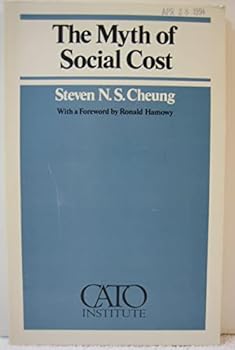 APR 28 1994
The Myth of
Social Cost
Steven N. S. Cheung
With a Foreword by Ronald Hamowy
CATO
INSTITUTE